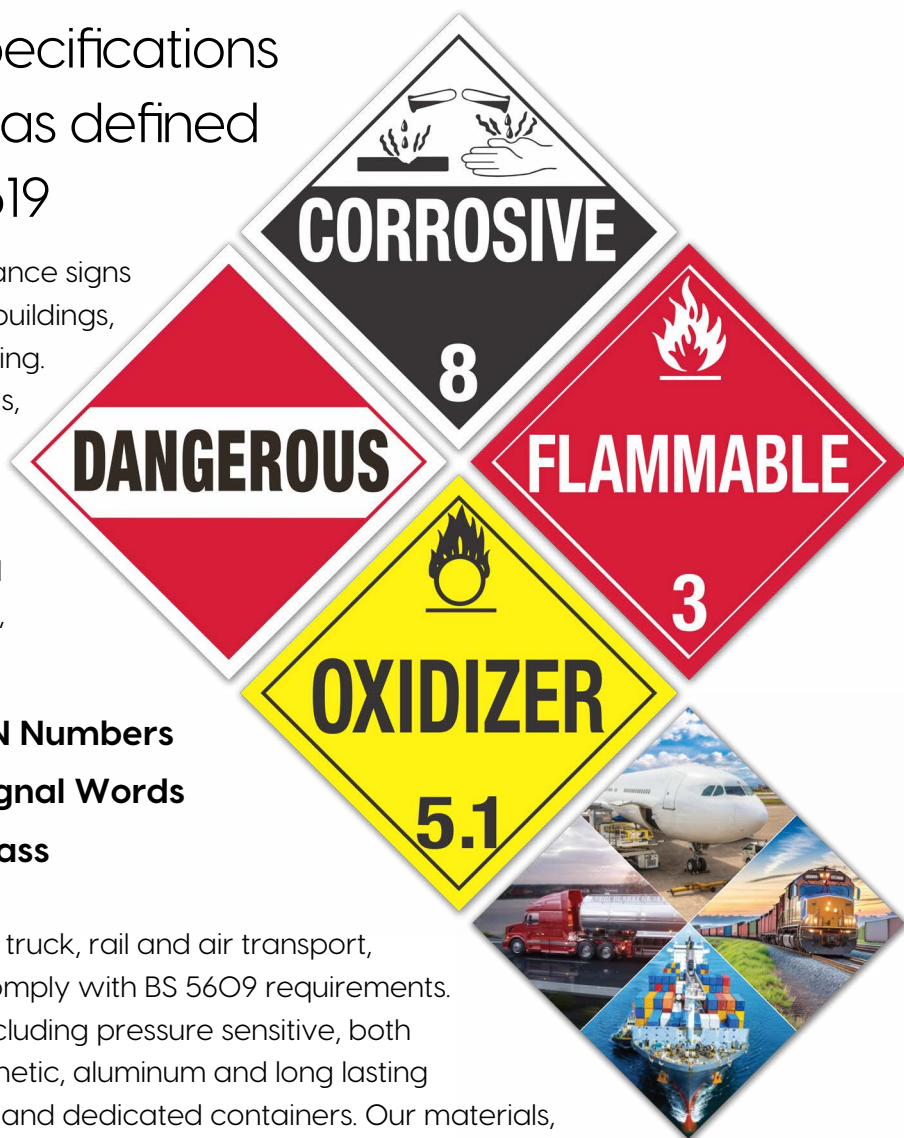 pecifications
as defined
619
ance signs
buildings,
ing.
s,
N Numbers
gnal Words
ass
truck, rail and air transport,
omply with BS 5609 requirements.
cluding pressure sensitive, both
netic, aluminum and long lasting
and dedicated containers. Our materials,
CORROSIVE
8
DANGEROUS
FLAMMABLE
3
OXIDIZER
5.1